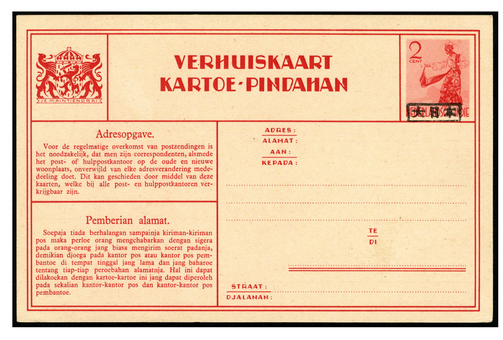 VERHUISKAART
KARTOE-PINDAHAN
2
CENT
大日本
Adresopgave.
Voor de regelmatige overkomst van postzendingen is
het noodzakelijk, dat men zijn correspondenten, alsmede
het post- of hulppostkantoor op de oude en nieuwe
woonplaats, onverwijld van elke adresverandering mede-
deeling doet. Dit kan geschieden door middel van deze
kaarten, welke bij alle post- en hulppostkantoren ver-
krijgbaar zijn.
Pemberian alamat.
Soepaja tiada berhalangan sampainja kiriman-kiriman
pos maka perloe orang mengchabarkan dengan sigera
pada orang-orang jang biasa mengirim soerat padanja,
demikian djoega pada kantor pos atau kantor pos pem-
bantoe di tempat tinggal jang lama dan jang baharoe
tentang tiap-tiap peroebahan alamatnja. Hal ini dapat
dilakoekan dengan kartoe-kartoe ini jang dapat diperoleh
pada sekalian kantor-kantor pos dan kantor-kantor pos
pembantoe.
ADRES:
ALAMAT:
AAN:
KEPADA:
TE
DI
STRAAT:
DJALANAN: